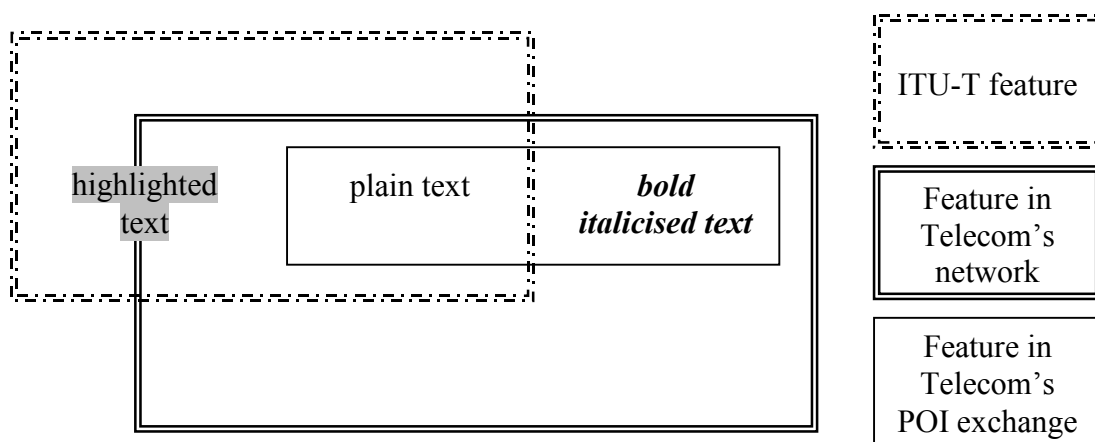 highlighted
text
plain text
bold
italicised text
ITU-T feature
Feature in
Telecom’s
network
Feature in
Telecom’s
POI exchange